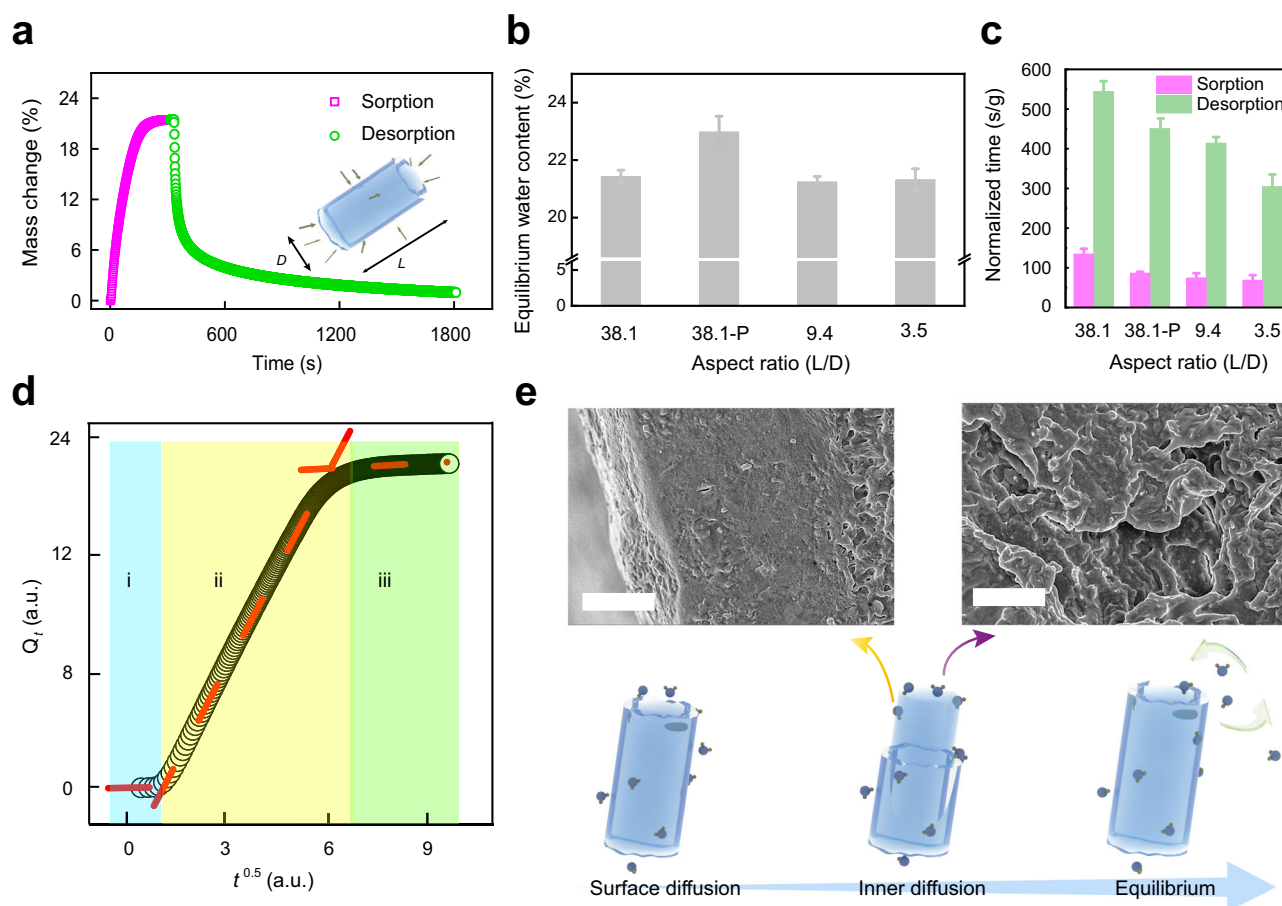 a
Mass change (%)
24
18
12
6
0
Sorption
Desorption
D
L
0
600
1200
1800
Time (s)
b
Equilibrium water content (%)
24
22
21
20
5
0
38.1
38.1-P
9.4
3.5
Aspect ratio (L/D)
c
Normalized time (s/g)
600
500
400
300
200
100
0
Sorption
Desorption
38.1
38.1-P
9.4
3.5
Aspect ratio (L/D)
d
Qt (a.u.)
24
12
8
0
i
ii
iii
0
3
6
9
t0.5 (a.u.)
e
Surface diffusion
Inner diffusion
Equilibrium